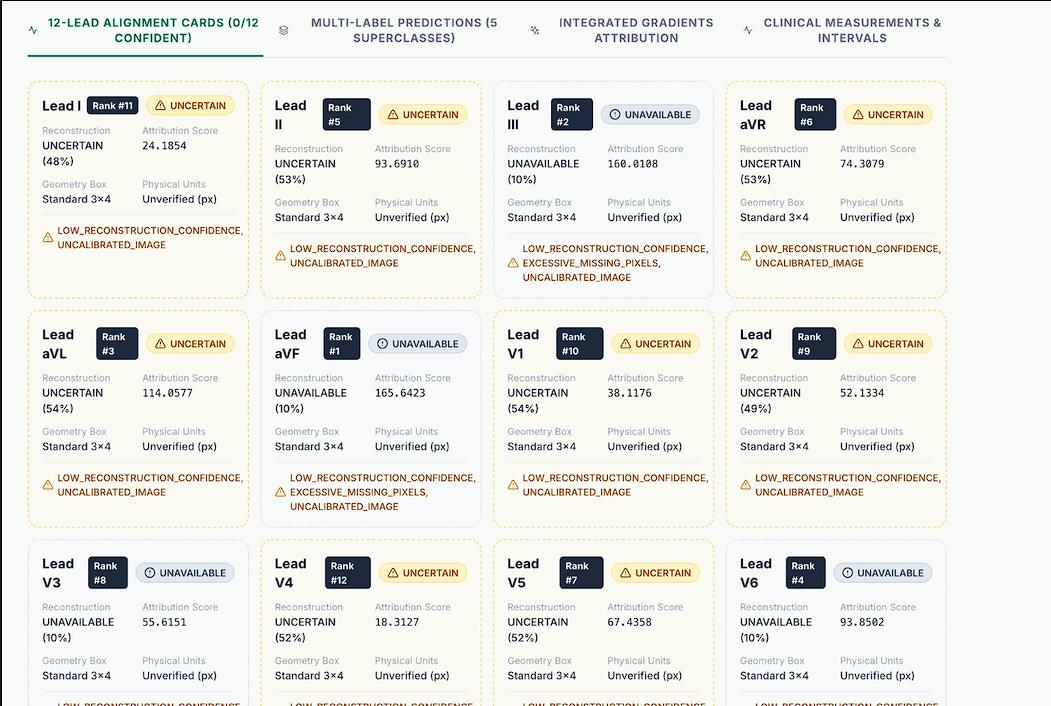 12-LEAD ALIGNMENT CARDS (0/12
CONFIDENT)
MULTI-LABEL PREDICTIONS (5
SUPERCLASSES)
INTEGRATED GRADIENTS
ATTRIBUTION
CLINICAL MEASUREMENTS &
INTERVALS
Lead I
Rank #11
UNCERTAIN
Reconstruction
Attribution Score
UNCERTAIN
24.1854
(48%)
Geometry Box
Physical Units
Standard 3×4
Unverified (px)
LOW_RECONSTRUCTION_CONFIDENCE,
UNCALIBRATED_IMAGE
Lead
II
Rank
#5
UNCERTAIN
Reconstruction
Attribution Score
UNCERTAIN
93.6910
(53%)
Geometry Box
Physical Units
Standard 3×4
Unverified (px)
LOW_RECONSTRUCTION_CONFIDENCE,
UNCALIBRATED_IMAGE
Lead
III
Rank
#2
UNAVAILABLE
Reconstruction
Attribution Score
UNAVAILABLE
160.0108
(10%)
Geometry Box
Physical Units
Standard 3×4
Unverified (px)
LOW_RECONSTRUCTION_CONFIDENCE,
EXCESSIVE_MISSING_PIXELS,
UNCALIBRATED_IMAGE
Lead
aVR
Rank
#6
UNCERTAIN
Reconstruction
Attribution Score
UNCERTAIN
74.3079
(53%)
Geometry Box
Physical Units
Standard 3×4
Unverified (px)
LOW_RECONSTRUCTION_CONFIDENCE,
UNCALIBRATED_IMAGE
Lead
aVL
Rank
#3
UNCERTAIN
Reconstruction
Attribution Score
UNCERTAIN
114.0577
(54%)
Geometry Box
Physical Units
Standard 3×4
Unverified (px)
LOW_RECONSTRUCTION_CONFIDENCE,
UNCALIBRATED_IMAGE
Lead
aVF
Rank
#1
UNAVAILABLE
Reconstruction
Attribution Score
UNAVAILABLE
165.6423
(10%)
Geometry Box
Physical Units
Standard 3×4
Unverified (px)
LOW_RECONSTRUCTION_CONFIDENCE,
EXCESSIVE_MISSING_PIXELS,
UNCALIBRATED_IMAGE
Lead
V1
Rank
#10
UNCERTAIN
Reconstruction
Attribution Score
UNCERTAIN
38.1176
(54%)
Geometry Box
Physical Units
Standard 3×4
Unverified (px)
LOW_RECONSTRUCTION_CONFIDENCE,
UNCALIBRATED_IMAGE
Lead
V2
Rank
#9
UNCERTAIN
Reconstruction
Attribution Score
UNCERTAIN
52.1334
(49%)
Geometry Box
Physical Units
Standard 3×4
Unverified (px)
LOW_RECONSTRUCTION_CONFIDENCE,
UNCALIBRATED_IMAGE
Lead
V3
Rank
#8
UNAVAILABLE
Reconstruction
Attribution Score
UNAVAILABLE
55.6151
(10%)
Geometry Box
Physical Units
Standard 3×4
Unverified (px)
Lead
V4
Rank
#12
UNCERTAIN
Reconstruction
Attribution Score
UNCERTAIN
18.3127
(52%)
Geometry Box
Physical Units
Standard 3×4
Unverified (px)
Lead
V5
Rank
#7
UNCERTAIN
Reconstruction
Attribution Score
UNCERTAIN
67.4358
(52%)
Geometry Box
Physical Units
Standard 3×4
Unverified (px)
Lead
V6
Rank
#4
UNAVAILABLE
Reconstruction
Attribution Score
UNAVAILABLE
93.8502
(10%)
Geometry Box
Physical Units
Standard 3×4
Unverified (px)